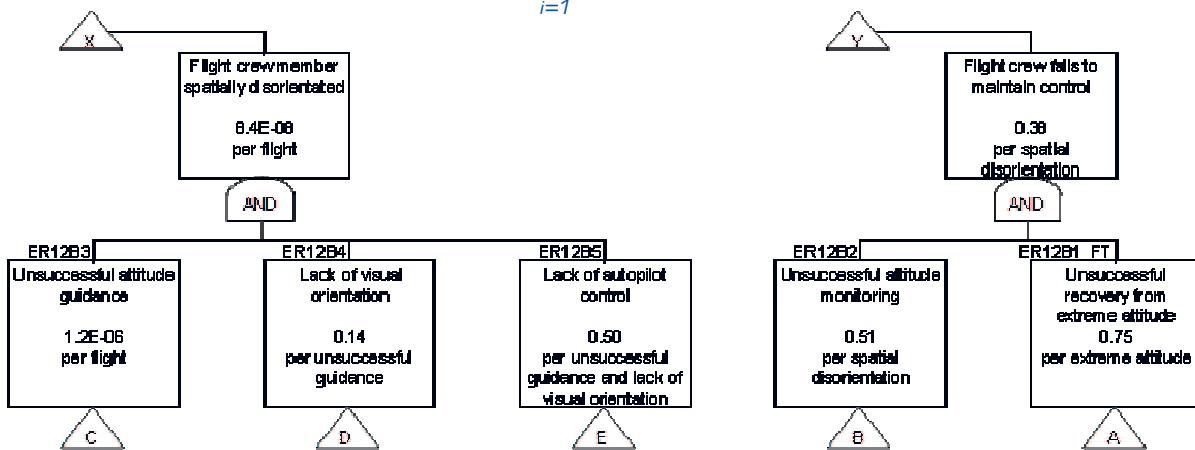 i=1
X
Flight crew member
spatially disorientated
8.4E-08
per flight
AND
Y
Flight crew fails to
maintain control
0.38
per spatial
disorientation
AND
ER12B3
Unsuccessful attitude
guidance
1.2E-06
per flight
C
ER12B4
Lack of visual
orientation
0.14
per unsuccessful
guidance
D
ER12B5
Lack of autopilot
control
0.50
per unsuccessful
guidance and lack of
visual orientation
E
ER12B2
Unsuccessful attitude
monitoring
0.51
per spatial
disorientation
B
ER12B1 FT
Unsuccessful
recovery from
extreme attitude
0.75
per extreme attitude
A